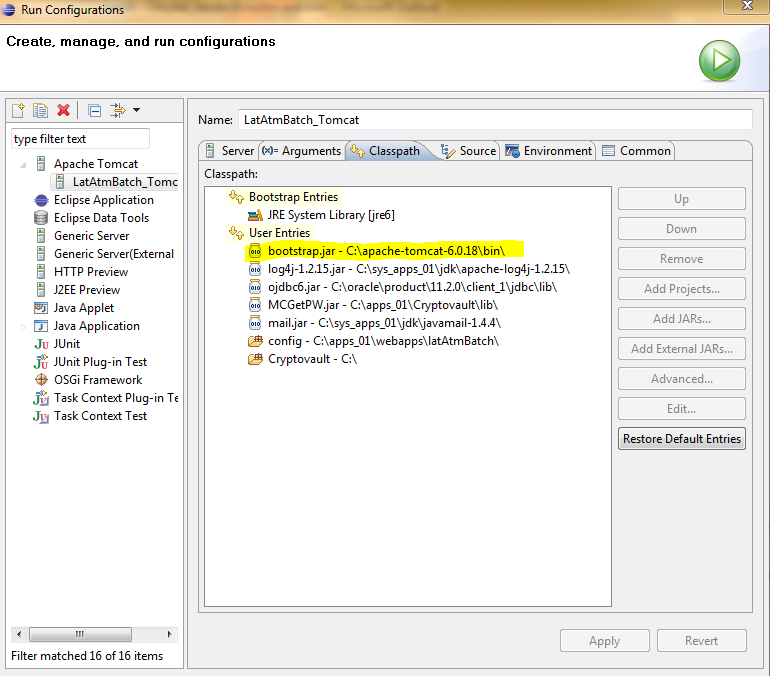 Run Configurations
Create, manage, and run configurations
type filter text
Apache Tomcat
LatAtmBatch_Tomc
Eclipse Application
Eclipse Data Tools
Generic Server
Generic Server(External
HTTP Preview
J2EE Preview
Java Applet
Java Application
JUnit
JUnit Plug-in Test
OSGi Framework
Task Context Plug-in Te
Task Context Test
Filter matched 16 of 16 items
Name: LatAtmBatch_Tomcat
Server (x)= Arguments Classpath Source Environment Common
Classpath:
Bootstrap Entries
JRE System Library [jre6]
User Entries
bootstrap.jar - C:\apache-tomcat-6.0.18\bin\
log4j-1.2.15.jar - C:\sys_apps_01\jdk\apache-log4j-1.2.15\
ojdbc6.jar - C:\oracle\product\11.2.0\client_1\jdbc\lib\
MCGetPW.jar - C:\apps_01\Cryptovault\lib\
mail.jar - C:\sys_apps_01\jdk\javamail-1.4.4\
config - C:\apps_01\webapps\latAtmBatch\
Cryptovault - C:\
Up
Down
Remove
Add Projects...
Add JARs...
Add External JARs...
Advanced...
Edit...
Restore Default Entries
Apply Revert